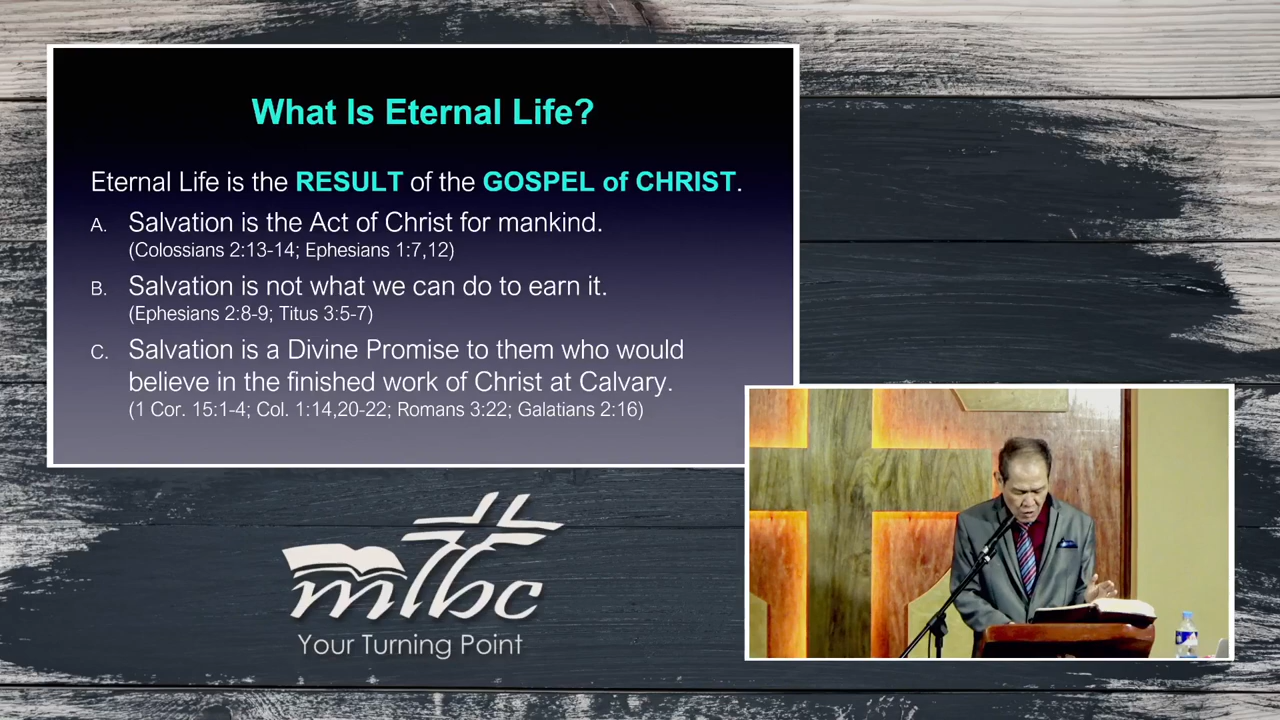 What Is Eternal Life?
Eternal Life is the RESULT of the GOSPEL of CHRIST.
A. Salvation is the Act of Christ for mankind.
(Colossians 2:13-14; Ephesians 1:7,12)
B. Salvation is not what we can do to earn it.
(Ephesians 2:8-9; Titus 3:5-7)
C. Salvation is a Divine Promise to them who would
believe in the finished work of Christ at Calvary.
(1 Cor. 15:1-4; Col. 1:14,20-22; Romans 3:22; Galatians 2:16)
mlbc
Your Turning Point